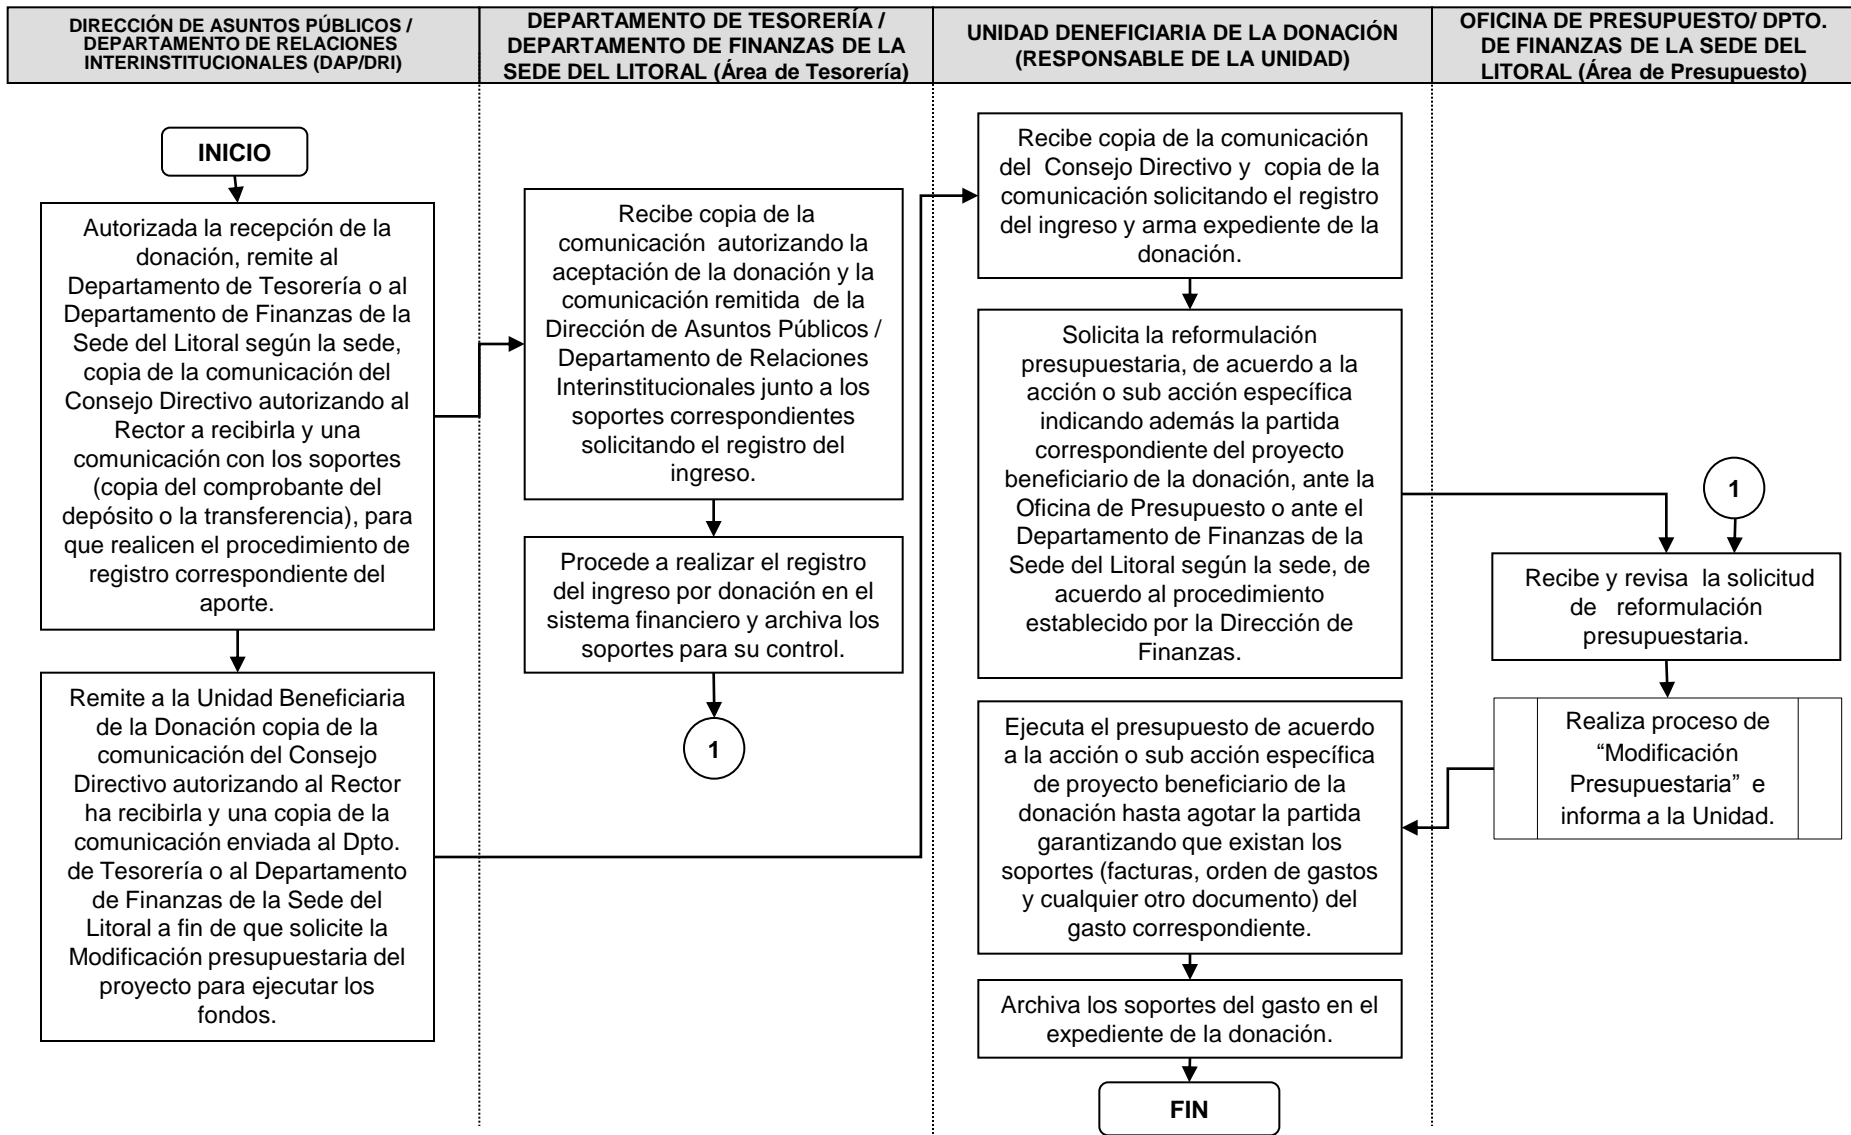 DIRECCIÓN DE ASUNTOS PÚBLICOS /
DEPARTAMENTO DE RELACIONES
INTERINSTITUCIONALES (DAP/DRI)
DEPARTAMENTO DE TESORERÍA /
DEPARTAMENTO DE FINANZAS DE LA
SEDE DEL LITORAL (Área de Tesorería)
UNIDAD DENEFICIARIA DE LA DONACIÓN
(RESPONSABLE DE LA UNIDAD)
OFICINA DE PRESUPUESTO/ DPTO.
DE FINANZAS DE LA SEDE DEL
LITORAL (Área de Presupuesto)
INICIO
Autorizada la recepción de la
donación, remite al
Departamento de Tesorería o al
Departamento de Finanzas de la
Sede del Litoral según la sede,
copia de la comunicación del
Consejo Directivo autorizando al
Rector a recibirla y una
comunicación con los soportes
(copia del comprobante del
depósito o la transferencia), para
que realicen el procedimiento de
registro correspondiente del
aporte.
Remite a la Unidad Beneficiaria
de la Donación copia de la
comunicación del Consejo
Directivo autorizando al Rector
ha recibirla y una copia de la
comunicación enviada al Dpto.
de Tesorería o al Departamento
de Finanzas de la Sede del
Litoral a fin de que solicite la
Modificación presupuestaria del
proyecto para ejecutar los
fondos.
Recibe copia de la
comunicación autorizando la
aceptación de la donación y la
comunicación remitida de la
Dirección de Asuntos Públicos /
Departamento de Relaciones
Interinstitucionales junto a los
soportes correspondientes
solicitando el registro del
ingreso.
Procede a realizar el registro
del ingreso por donación en el
sistema financiero y archiva los
soportes para su control.
1
Recibe copia de la comunicación
del Consejo Directivo y copia de la
comunicación solicitando el registro
del ingreso y arma expediente de la
donación.
Solicita la reformulación
presupuestaria, de acuerdo a la
acción o sub acción específica
indicando además la partida
correspondiente del proyecto
beneficiario de la donación, ante la
Oficina de Presupuesto o ante el
Departamento de Finanzas de la
Sede del Litoral según la sede, de
acuerdo al procedimiento
establecido por la Dirección de
Finanzas.
Ejecuta el presupuesto de acuerdo
a la acción o sub acción específica
de proyecto beneficiario de la
donación hasta agotar la partida
garantizando que existan los
soportes (facturas, orden de gastos
y cualquier otro documento) del
gasto correspondiente.
Archiva los soportes del gasto en el
expediente de la donación.
FIN
1
Recibe y revisa la solicitud
de reformulación
presupuestaria.
Realiza proceso de
“Modificación
Presupuestaria” e
informa a la Unidad.